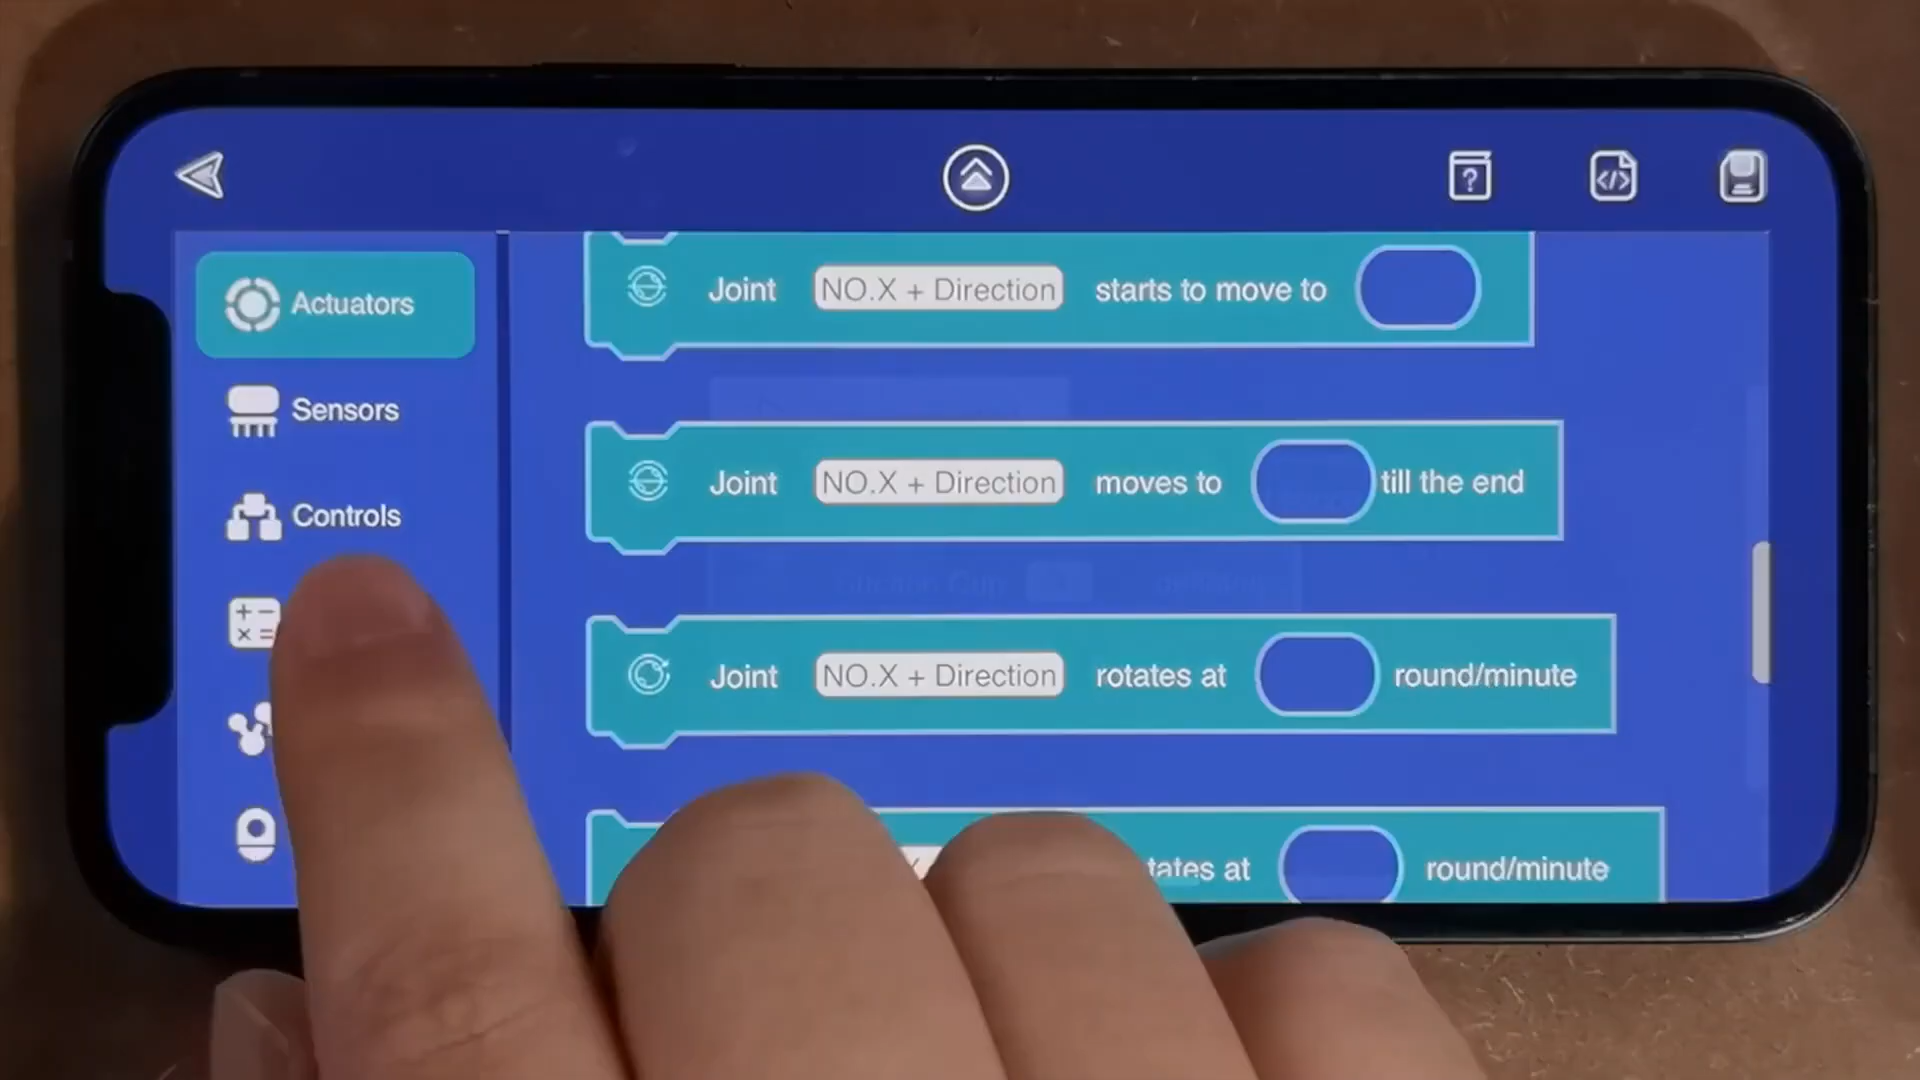 Actuators
Sensors
Controls
Joint NO.X + Direction starts to move to
Joint NO.X + Direction moves to till the end
Joint NO.X + Direction rotates at round/minute
tates at round/minute